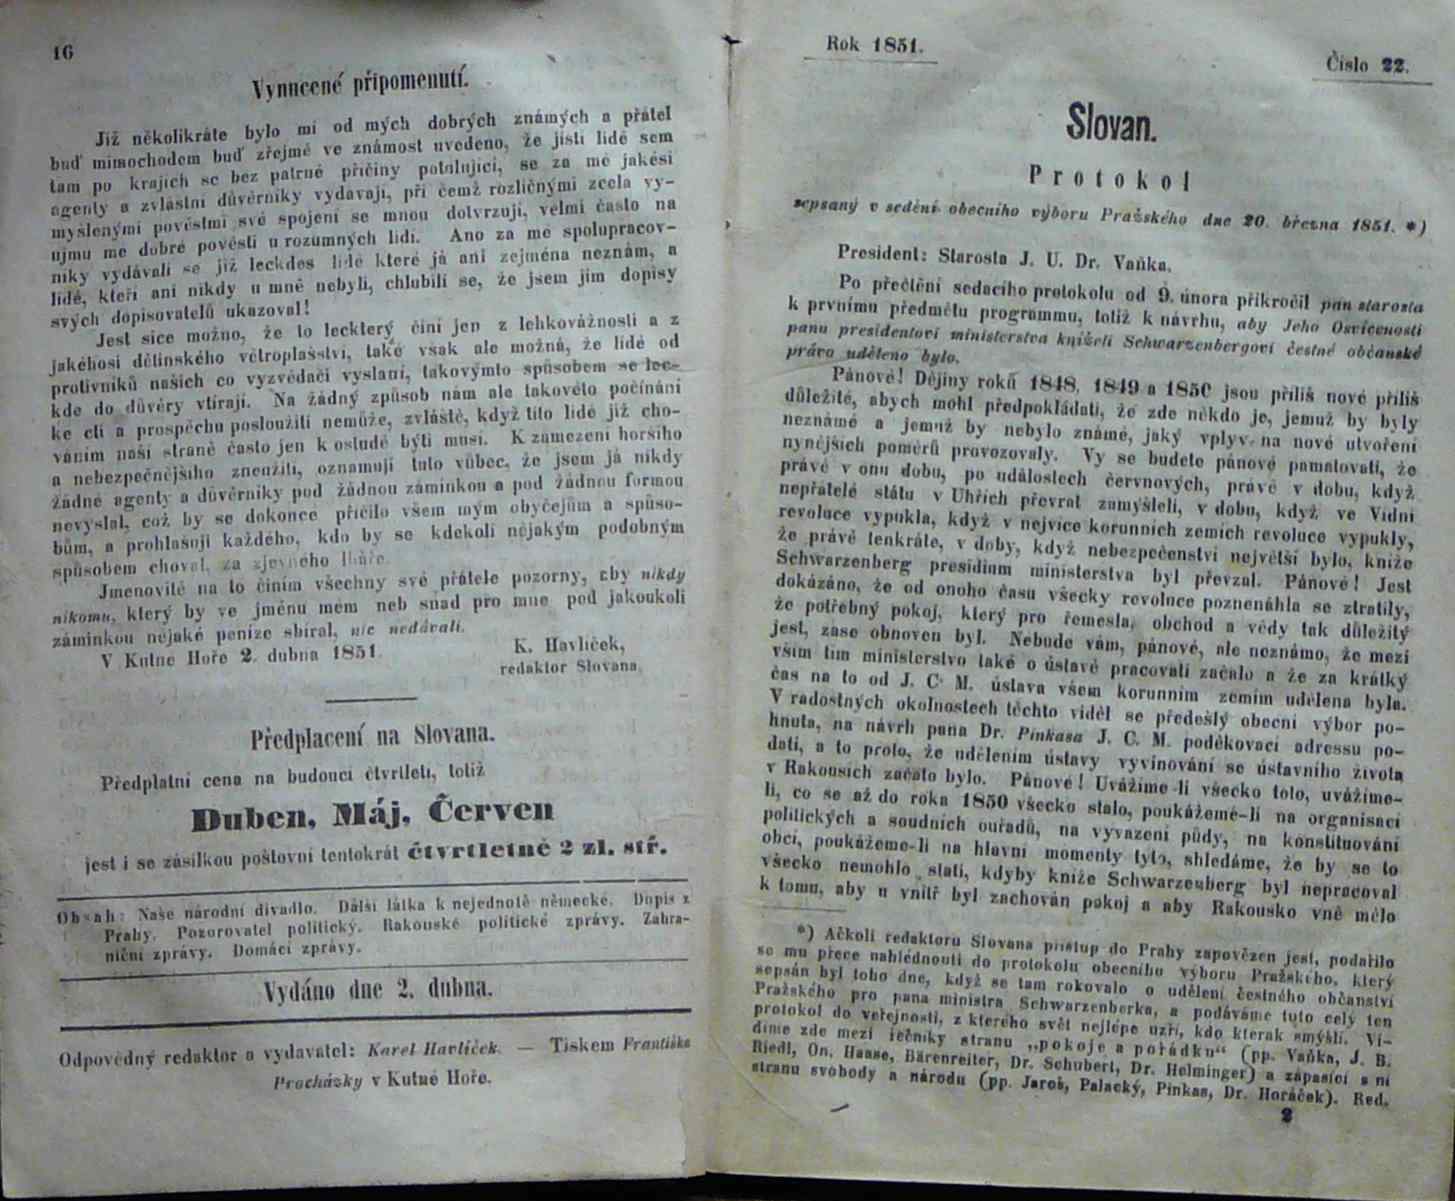 16
Vynucené připomenutí.
Již několikráte bylo mi od mých dobrých známých a přátel
buď mimochodem buď zřejmě ve známost uvedeno, že jistí lidé sem
tam po krajích se bez patrné příčiny potulující, se za mé jakési
agenty a zvláštní důvěrníky vydávají, při čemž rozličnými zcela vy-
myšlenými pověstmi své spojení se mnou dotvrzují, velmi často na
ujmu mé dobré pověsti u rozumných lidí. Ano za mé spolupracov-
níky vydávali se již leckdes lidé které já ani zejména neznám, a
lidé, kteří ani nikdy u mně nebyli, chlubili se, že jsem jim dopisy
svých dopisovatelů ukazoval!
Jest sice možno, že to leckterý činí jen z lehkovážnosti a z
jakéhosi dětinského větroplašství, také však ale možná, že lidé od
protivníků našich co vyzvědači vyslaní, takovýmto spůsobem se lec-
kde do důvěry vtírají. Na žádný způsob nám ale takovéto počínání
ke cti a prospěchu posloužiti nemůže, zvláště, když tito lidé již cho-
váním naší straně často jen k ostudě býti musí. K zamezení horšího
a nebezpečnějšího zneužití, oznamuji tuto vůbec, že jsem já nikdy
žádné agenty a důvěrníky pod žádnou záminkou a pod žádnou formou
nevyslal, což by se dokonce příčilo všem mým obyčejům a spůso-
bům, a prohlašuji každého, kdo by se kdekoli nějakým podobným
spůsobem choval, za zjevného lháře.
Jmenovitě na to činím všechny své přátele pozorny, aby nikdy
nikomu, který by ve jménu mém neb snad pro mne pod jakoukoli
záminkou nějaké peníze sbíral, nic nedávali.
V Kutné Hoře 2. dubna 1851.
K. Havlíček,
redaktor Slovana.
Předplacení na Slovana.
Předplatní cena na budoucí čtvrtletí, totiž
Duben, Máj, Červen
jest i se zásilkou poštovní tentokrát čtvrtletně 2 zl. stř.
Obsah: Naše národní divadlo. Další látka k nejednotě německé. Dopis z
Prahy. Pozorovatel politický. Rakouské politické zprávy. Zahra-
niční zprávy. Domácí zprávy.
Vydáno dne 2. dubna.
Odpovědný redaktor a vydavatel: Karel Havlíček. — Tiskem Františka
Procházky v Kutné Hoře.
Rok 1851.
Číslo 22.
Slovan.
Protokol
sepsaný v sedění obecního výboru Pražského dne 20. března 1851. *)
President: Starosta J. U. Dr. Vaňka.
Po přečtění sedacího protokolu od 9. února přikročil pan starosta
k prvnímu předmětu programmu, totiž k návrhu, aby Jeho Osvícenosti
panu presidentovi ministerstva knížeti Schwarzenbergovi čestné občanské
právo uděleno bylo.
Pánové! Dějiny roků 1848, 1849 a 1850 jsou příliš nové příliš
důležité, abych mohl předpokládati, že zde někdo je, jemuž by byly
neznámé a jemuž by nebylo známé, jaký vplyv na nové utvoření
nynějších poměrů provozovaly. Vy se budete pánové pamatovati, že
právě v onu dobu, po událostech červnových, právě v dobu, když
nepřátelé státu v Uhřích převrat zamýšleli, v dobu, když ve Vídni
revoluce vypukla, když v nejvíce korunních zemích revoluce vypukly,
že právě tenkráte, v doby, když nebezpečenství největší bylo, kníže
Schwarzenberg presidium ministerstva byl převzal. Pánové! Jest
dokázáno, že od onoho času všecky revoluce poznenáhla se ztratily,
že potřebný pokoj, který pro řemesla, obchod a vědy tak důležitý
jest, zase obnoven byl. Nebude vám, pánové, ale neznámo, že mezi
vším tím ministerstvo také o ústavě pracovati začalo a že za krátký
čas na to od J. C. M. ústava všem korunním zemím udělena byla.
V radostných okolnostech těchto viděl se předešlý obecní výbor po-
hnuta, na návrh pana Dr. Pinkasa J. C. M. poděkovací adressu po-
dati, a to proto, že udělením ústavy vyvinování se ústavního života
v Rakousích začato bylo. Pánové! Uvážíme-li všecko toto, uvážíme-
li, co se až do roka 1850 všecko stalo, poukážeme-li na organisaci
politických a soudních ouřadů, na vyvazení půdy, na konstituování
obcí, poukážeme-li na hlavní momenty tyto, shledáme, že by se to
všecko nemohlo stati, kdyby kníže Schwarzenberg byl nepracoval
k tomu, aby u vnitř byl zachován pokoj a aby Rakousko vně mělo
*) Ačkoli redaktoru Slovana přístup do Prahy zapovězen jest, podařilo
se mu přece nahlédnouti do protokolu obecního výboru Pražského, který
sepsán byl toho dne, když se tam rokovalo o udělení čestného občanství
Pražského pro pana ministra Schwarzenberka, a podáváme tuto celý ten
protokol do veřejnosti, z kterého svět nejlépe uzří, kdo kterak smýšlí. Vi-
díme zde mezi řečníky stranu „pokoje a pořádku“ (pp. Vaňka, J. B.
Riedl, On. Haase, Bärenreiter, Dr. Schubert, Dr. Helminger) a zápasící s ní
stranu svobody a národu (pp. Jaroš, Palacký, Pinkas, Dr. Horáček). Red.
2